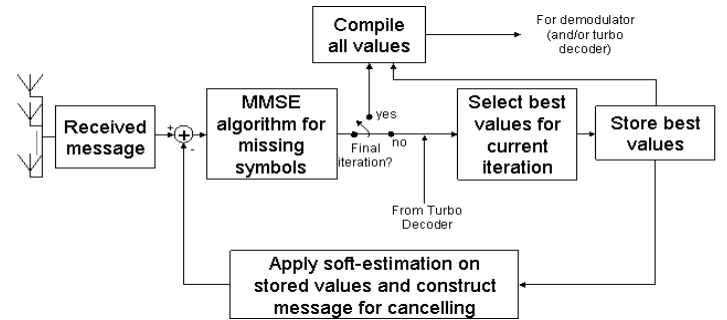 Compile
all values
For demodulator
(and/or turbo
decoder)
Received
message
+
-
MMSE
algorithm for
missing
symbols
yes
no
Final
iteration?
Select best
values for
current
iteration
Store best
values
From Turbo
Decoder
Apply soft-estimation on
stored values and construct
message for cancelling